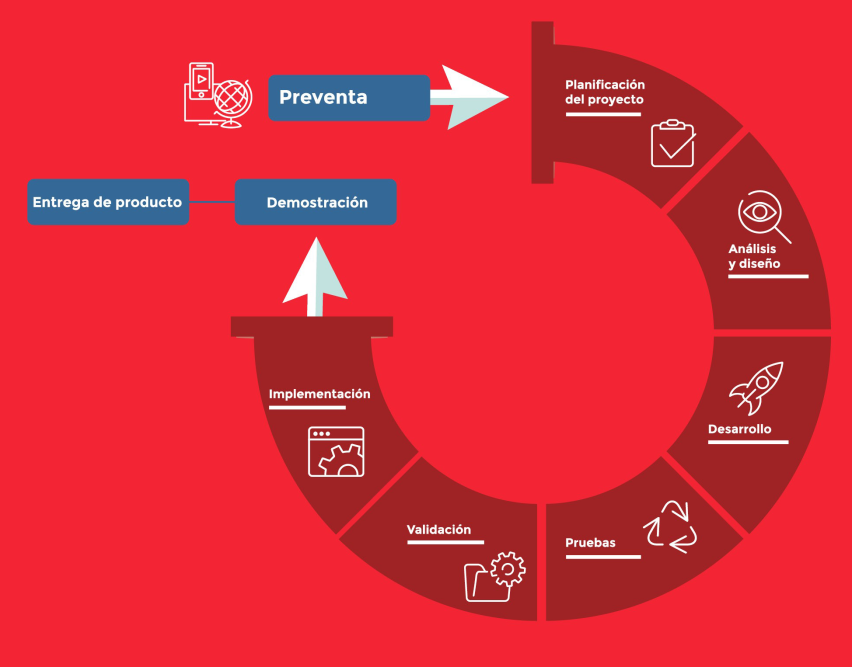 Preventa
Planificación
del proyecto
Análisis
y diseño
Desarrollo
Pruebas
Validación
Implementación
Demostración
Entrega de producto